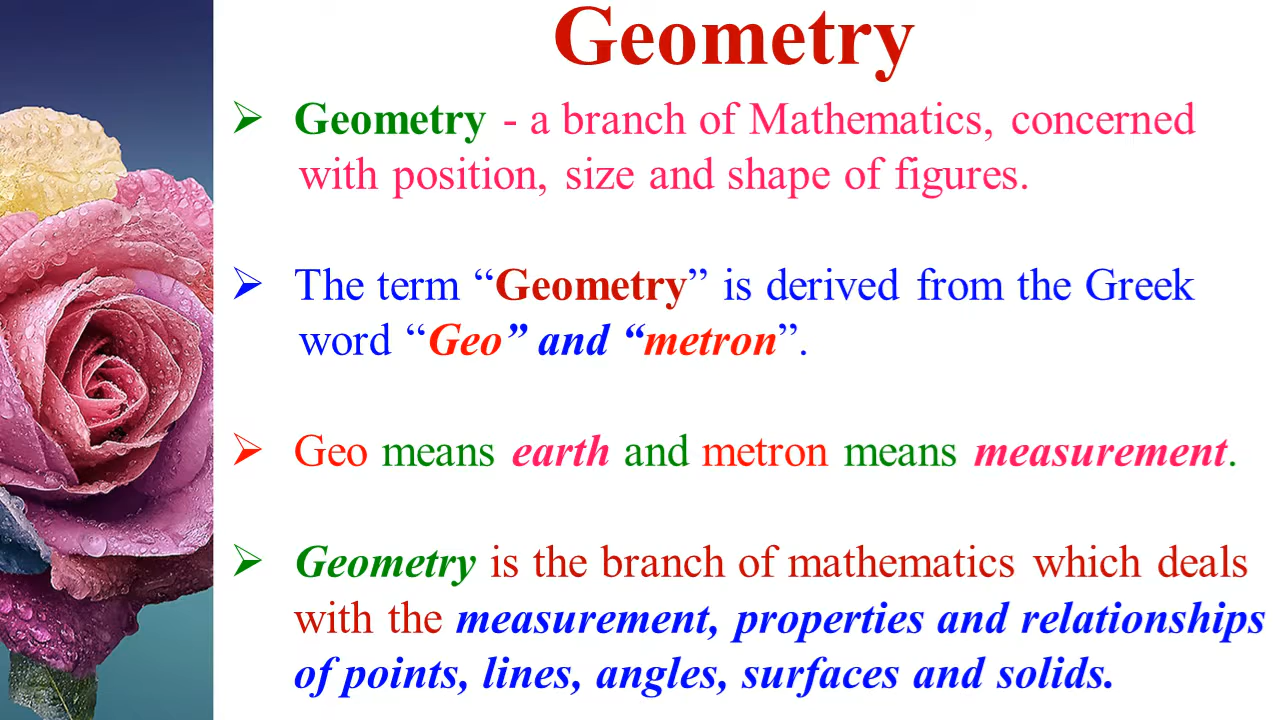 Geometry
➢ Geometry - a branch of Mathematics, concerned
with position, size and shape of figures.
➢ The term “Geometry” is derived from the Greek
word “Geo” and “metron”.
➢ Geo means earth and metron means measurement.
➢ Geometry is the branch of mathematics which deals
with the measurement, properties and relationships
of points, lines, angles, surfaces and solids.